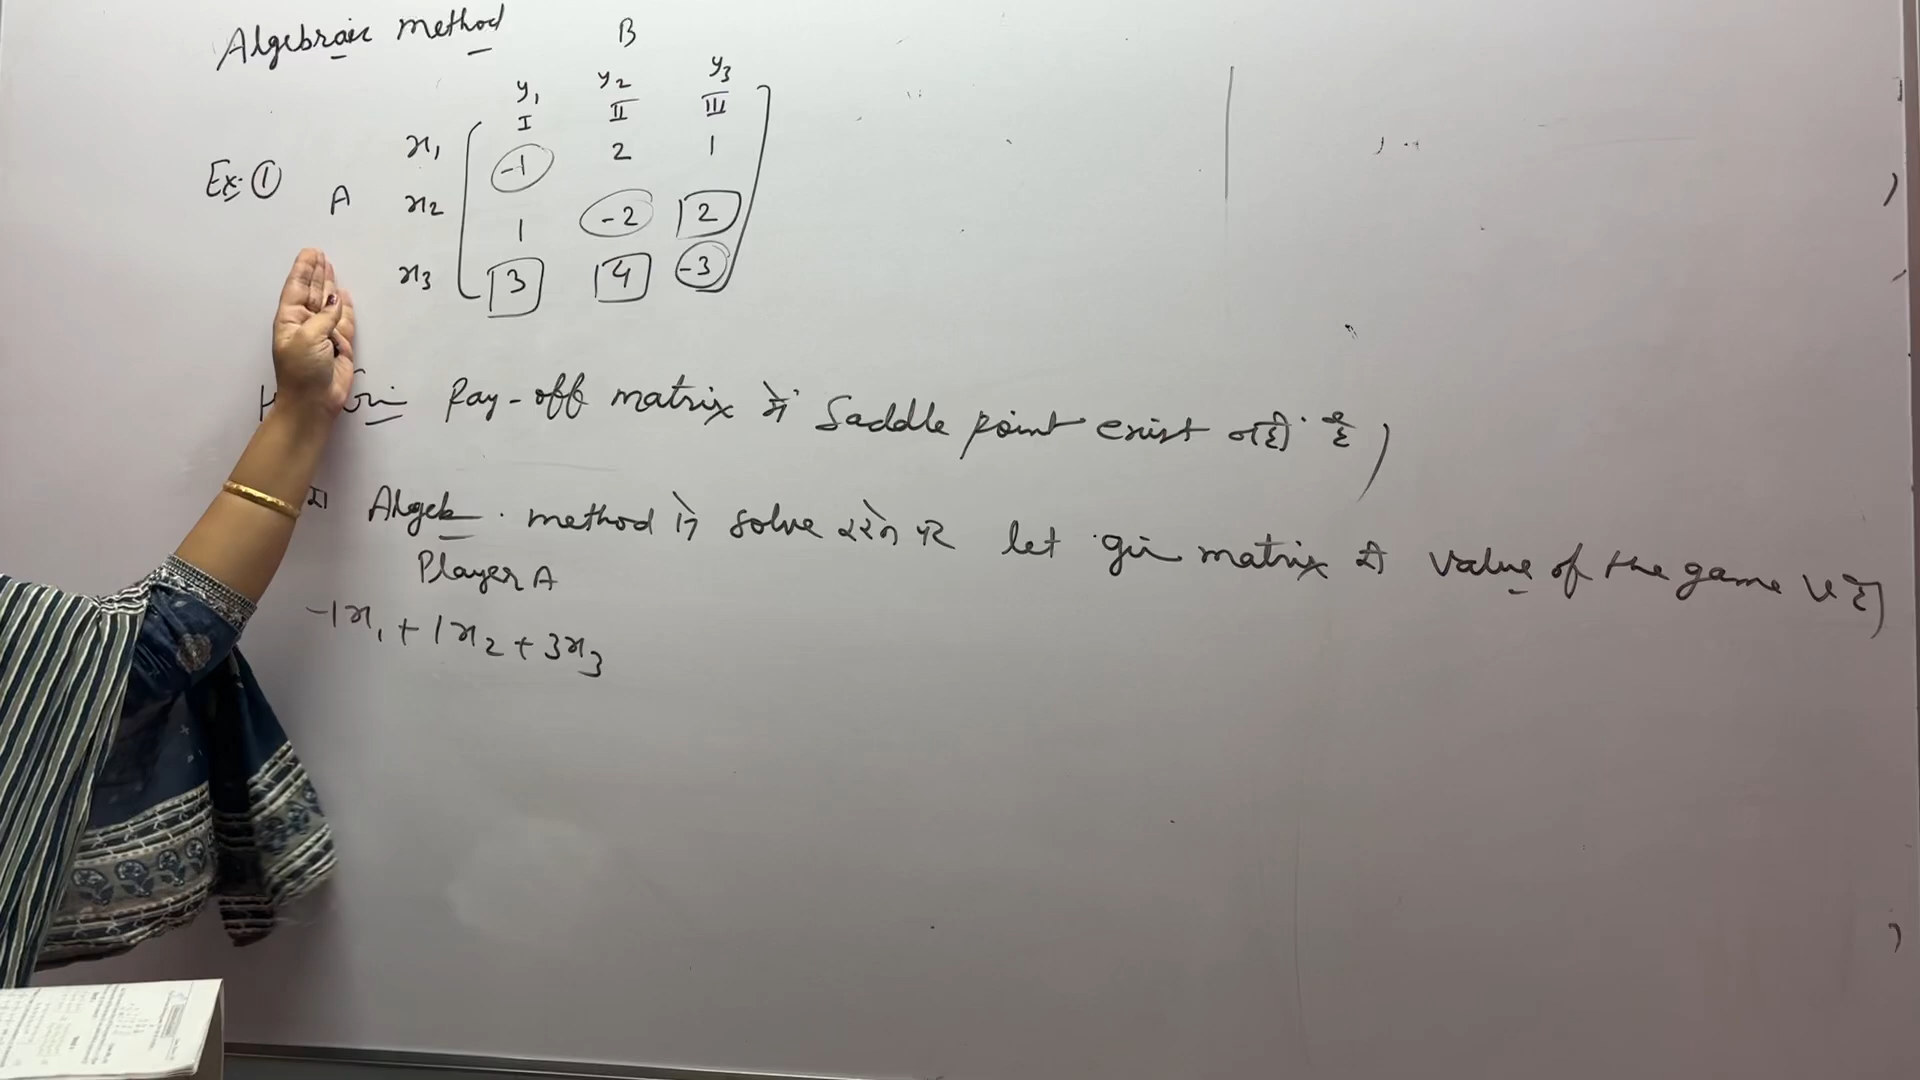 Algebraic method
B
y1 y2 y3
I II III
Ex: ① A
x1 -1 2 1
x2 1 -2 2
x3 3 4 -3
Pay-off matrix में Saddle point exist नहीं है
Algeb. method से solve करने पर let giv matrix का value of the game v है
Player A
-1x1 + 1x2 + 3x3